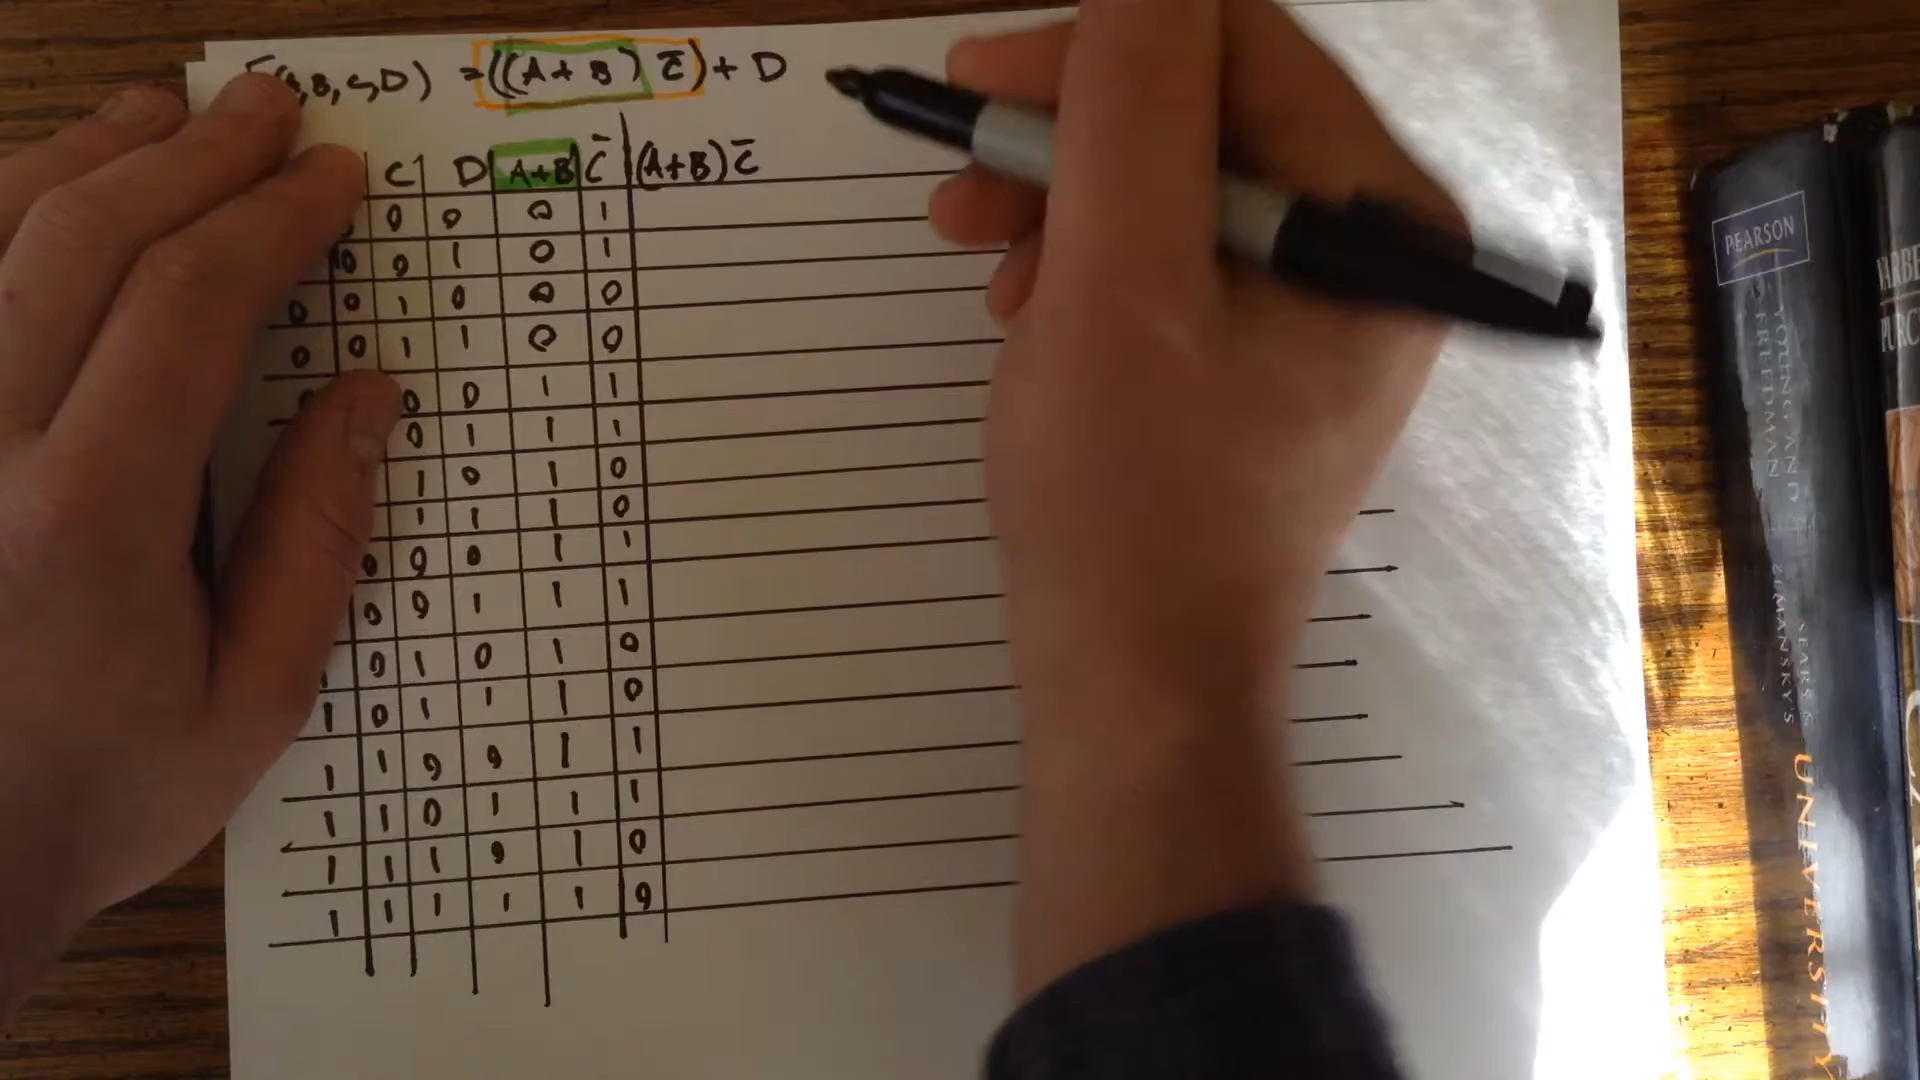 F(A,B,C,D) = ((A+B) C̅) + D
C D A+B C̅ (A+B)C̅
0 0 0 1
0 0 1 0 1
0 0 1 0 0 0
0 0 1 1 0 0
0 0 1 1
0 1 1 1
1 0 1 0
1 1 1 0
0 0 0 1 1
0 0 1 1 1
1 0 1 0 1 0
1 0 1 1 1 0
1 1 0 0 1 1
1 1 0 1 1 1
1 1 1 0 1 0
1 1 1 1 1 0
PEARSON
YOUNG AND
FREEDMAN
SEARS &
ZEMANSKY'S
UNIVERSITY